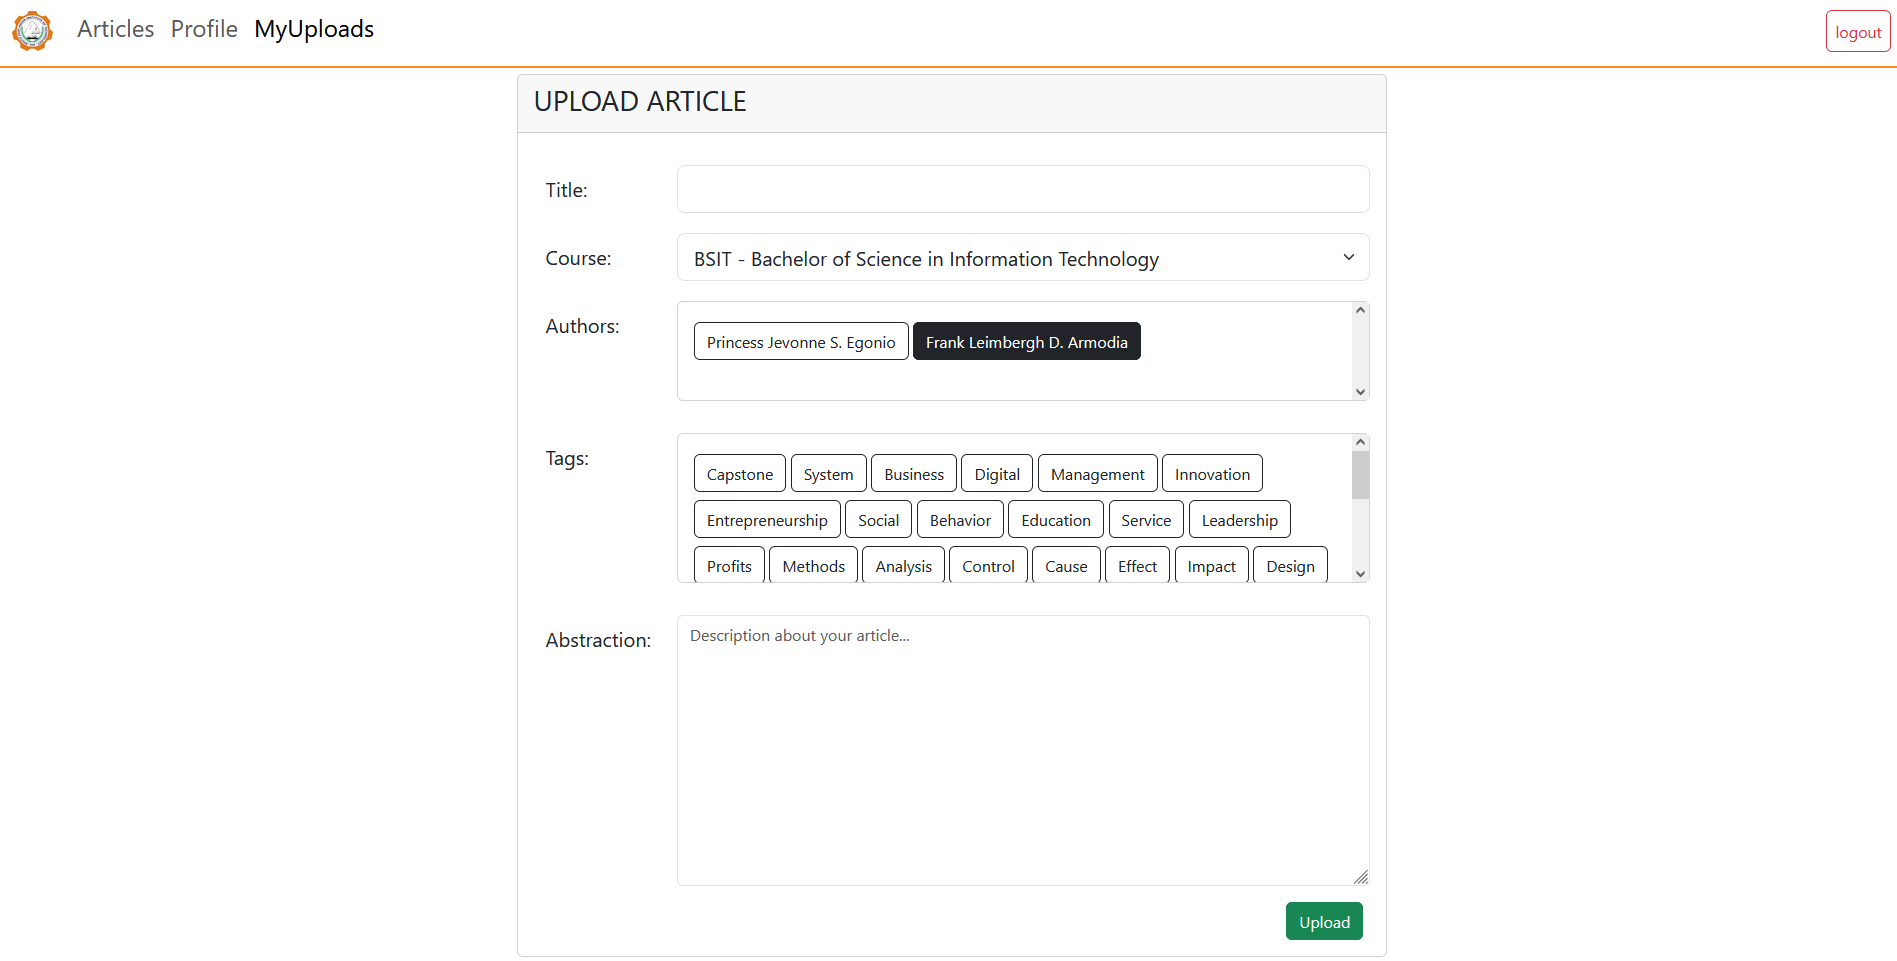 Articles Profile MyUploads logout
UPLOAD ARTICLE
Title:
Course: BSIT - Bachelor of Science in Information Technology
Authors: Princess Jevonne S. Egonio Frank Leimbergh D. Armodia
Tags: Capstone System Business Digital Management Innovation
Entrepreneurship Social Behavior Education Service Leadership
Profits Methods Analysis Control Cause Effect Impact Design
Abstraction: Description about your article...
Upload